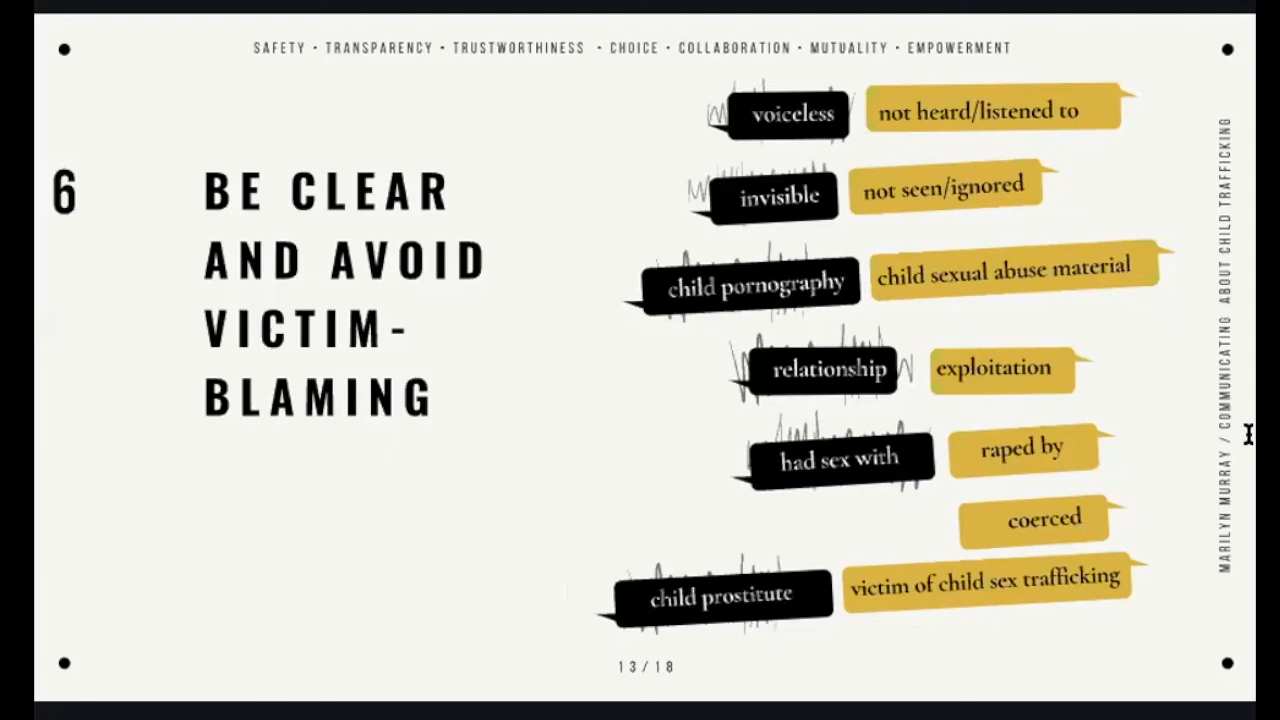 SAFETY • TRANSPARENCY • TRUSTWORTHINESS • CHOICE • COLLABORATION • MUTUALITY • EMPOWERMENT
6
BE CLEAR
AND AVOID
VICTIM-
BLAMING
voiceless
not heard/listened to
invisible
not seen/ignored
child pornography
child sexual abuse material
relationship
exploitation
had sex with
raped by
coerced
child prostitute
victim of child sex trafficking
MARILYN MURRAY / COMMUNICATING ABOUT CHILD TRAFFICKING
13/18